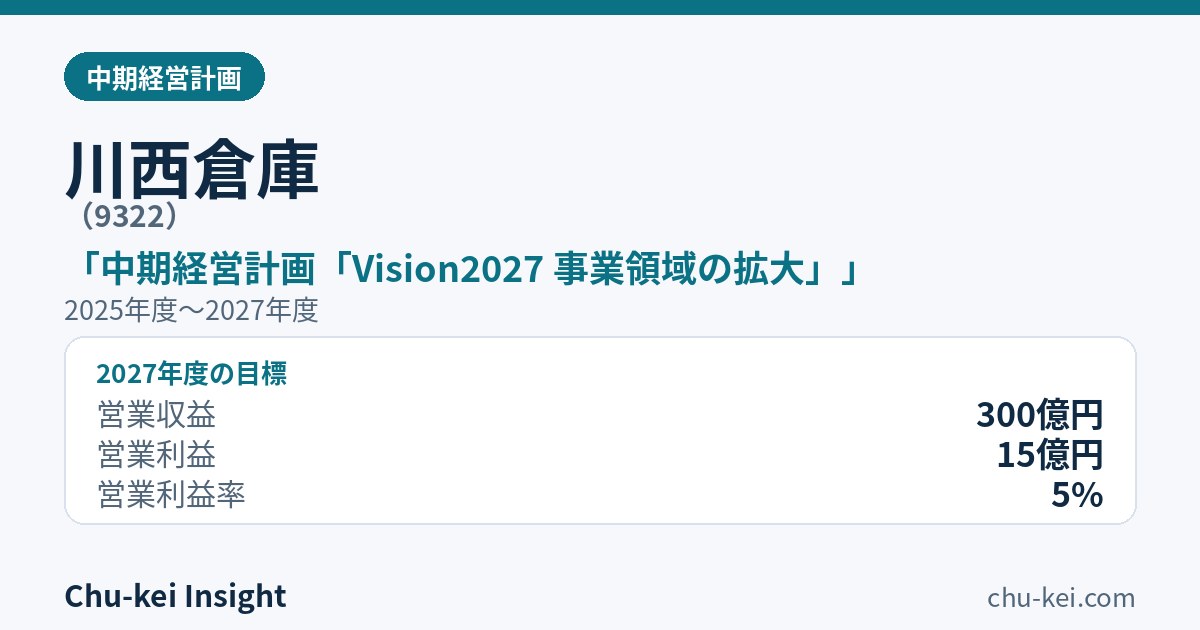 中期経営計画
川西倉庫
（9322）
「中期経営計画「Vision2027 事業領域の拡大」」
2025年度～2027年度
2027年度の目標
営業収益 300億円
営業利益 15億円
営業利益率 5%
Chu-kei Insight chu-kei.com